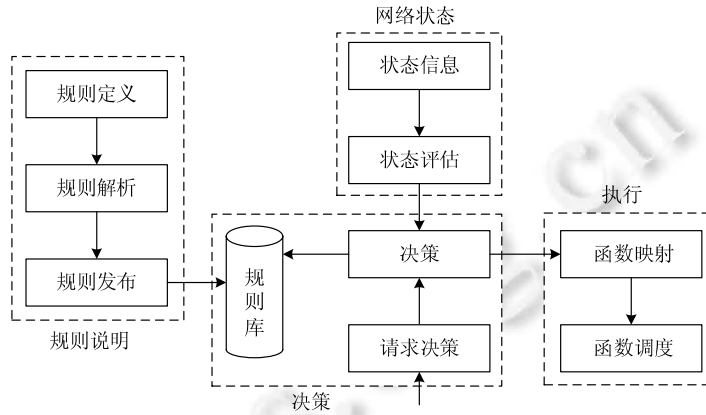 网络状态
状态信息
规则定义
状态评估
规则解析
执行
规则库
决策
函数映射
规则发布
请求决策
函数调度
规则说明
决策
.cn